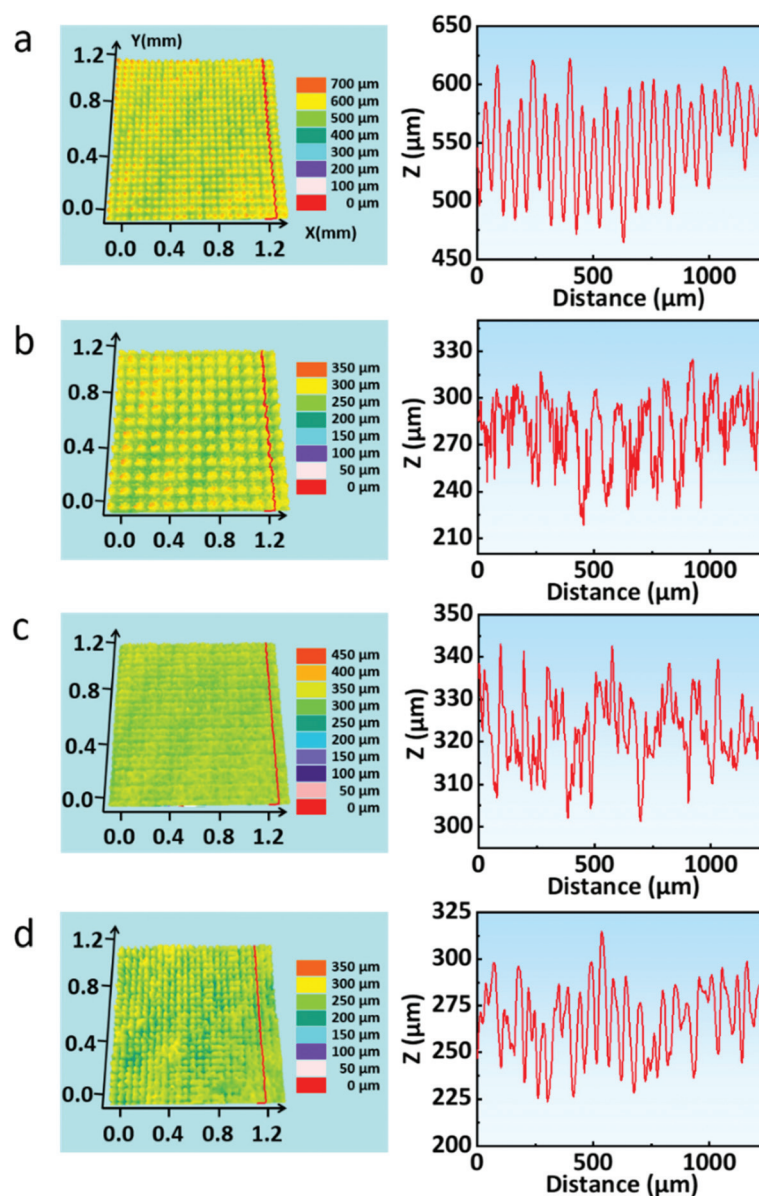 a
Y(mm)
1.2
0.8
0.4
0.0
0.0 0.4 0.8 1.2
X(mm)
700 µm
600 µm
500 µm
400 µm
300 µm
200 µm
100 µm
0 µm
Z (µm)
650
600
550
500
450
0 500 1000
Distance (µm)
b
1.2
0.8
0.4
0.0
0.0 0.4 0.8 1.2
350 µm
300 µm
250 µm
200 µm
150 µm
100 µm
50 µm
0 µm
Z (µm)
330
300
270
240
210
0 500 1000
Distance (µm)
c
1.2
0.8
0.4
0.0
0.0 0.4 0.8 1.2
450 µm
400 µm
350 µm
300 µm
250 µm
200 µm
150 µm
100 µm
50 µm
0 µm
Z (µm)
350
340
330
320
310
300
0 500 1000
Distance (µm)
d
1.2
0.8
0.4
0.0
0.0 0.4 0.8 1.2
350 µm
300 µm
250 µm
200 µm
150 µm
100 µm
50 µm
0 µm
Z (µm)
325
300
275
250
225
200
0 500 1000
Distance (µm)